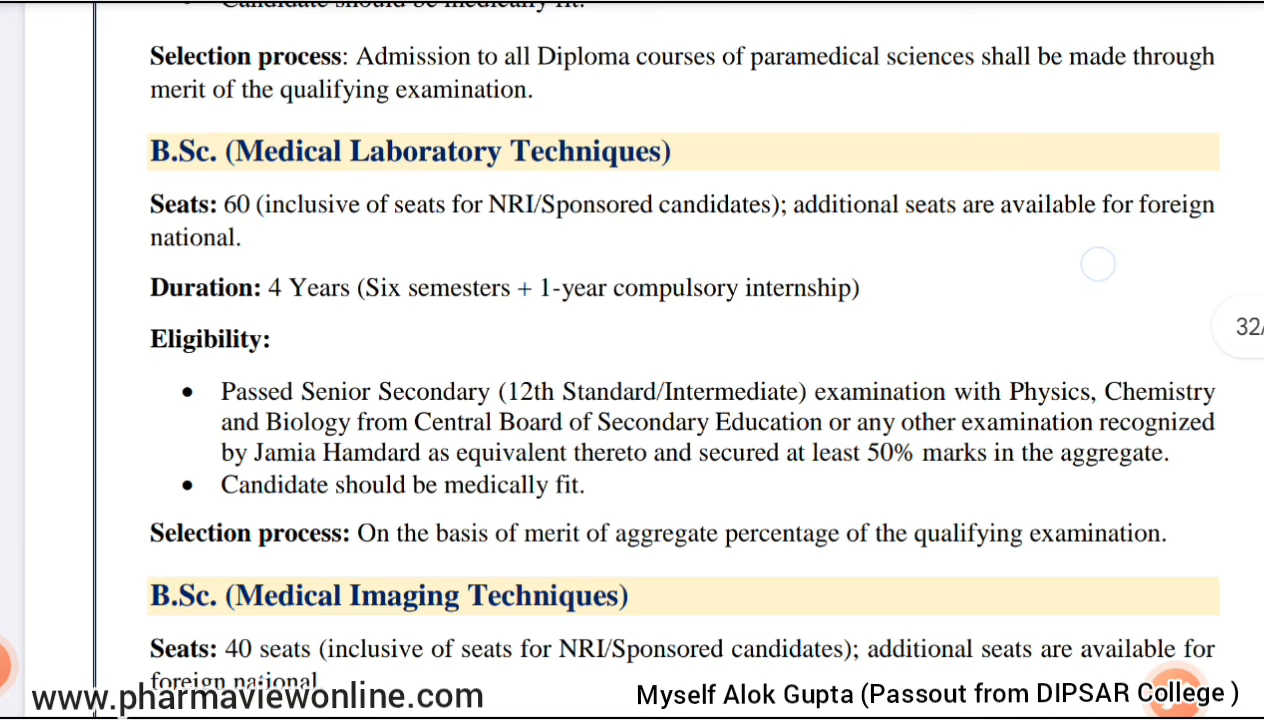 Candidate should be medically fit.
Selection process: Admission to all Diploma courses of paramedical sciences shall be made through
merit of the qualifying examination.
B.Sc. (Medical Laboratory Techniques)
Seats: 60 (inclusive of seats for NRI/Sponsored candidates); additional seats are available for foreign
national.
Duration: 4 Years (Six semesters + 1-year compulsory internship)
32/
Eligibility:
• Passed Senior Secondary (12th Standard/Intermediate) examination with Physics, Chemistry
and Biology from Central Board of Secondary Education or any other examination recognized
by Jamia Hamdard as equivalent thereto and secured at least 50% marks in the aggregate.
• Candidate should be medically fit.
Selection process: On the basis of merit of aggregate percentage of the qualifying examination.
B.Sc. (Medical Imaging Techniques)
Seats: 40 seats (inclusive of seats for NRI/Sponsored candidates); additional seats are available for
foreign national
www.pharmaviewonline.com
Myself Alok Gupta (Passout from DIPSAR College )